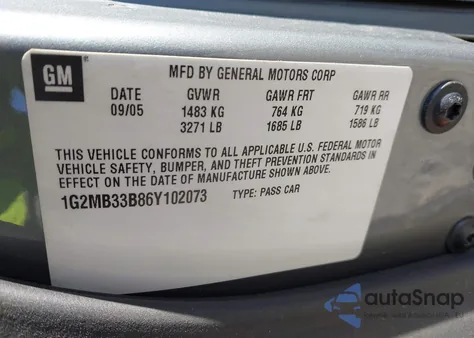 GM
MFD BY GENERAL MOTORS CORP
DATE GVWR GAWR FRT GAWR RR
09/05 1483 KG 764 KG 719 KG
3271 LB 1685 LB 1586 LB
THIS VEHICLE CONFORMS TO ALL APPLICABLE U.S. FEDERAL MOTOR
VEHICLE SAFETY, BUMPER, AND THEFT PREVENTION STANDARDS IN
EFFECT ON THE DATE OF MANUFACTURE SHOWN ABOVE.
1G2MB33B86Y102073 TYPE: PASS CAR
autoSnap